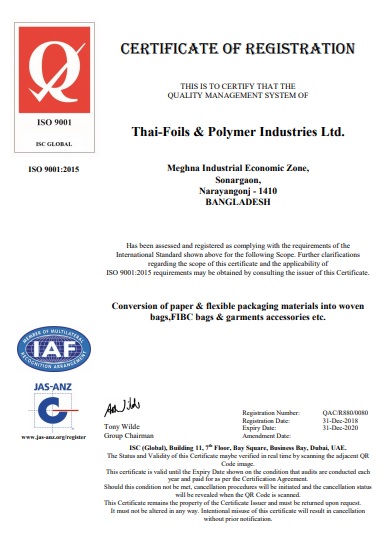 CERTIFICATE OF REGISTRATION
THIS IS TO CERTIFY THAT THE
QUALITY MANAGEMENT SYSTEM OF
ISO 9001
ISC GLOBAL
ISO 9001:2015
Thai-Foils & Polymer Industries Ltd.
Meghna Industrial Economic Zone,
Sonargaon,
Narayangonj - 1410
BANGLADESH
Has been assessed and registered as complying with the requirements of the
International Standard shown above for the following Scope. Further clarifications
regarding the scope of this certificate and the applicability of
ISO 9001:2015 requirements may be obtained by consulting the issuer of this Certificate.
Conversion of paper & flexible packaging materials into woven
bags,FIBC bags & garments accessories etc.
MEMBER OF MULTILATERAL
IAF
RECOGNITION ARRANGEMENT
JAS-ANZ
C
www.jas-anz.org/register
Tony Wilde
Group Chairman
Registration Number: QAC/R880/0080
Registration Date: 31-Dec-2018
Expiry Date: 31-Dec-2020
Amendment Date:
ISC (Global), Building 11, 7th Floor, Bay Square, Business Bay, Dubai, UAE.
The Status and Validity of this Certificate maybe verified in real time by scanning the adjacent QR
Code image.
This certificate is valid until the Expiry Date shown on the condition that audits are conducted each
year and paid for as per the Certification Agreement.
Should this condition not be met, cancellation procedures will be initiated and the cancellation status
will be revealed when the QR Code is scanned.
This Certificate remains the property of the Certificate Issuer and must be returned upon request.
It must not be altered in any way. Intentional misuse of this certificate will result in cancellation
without prior notification.